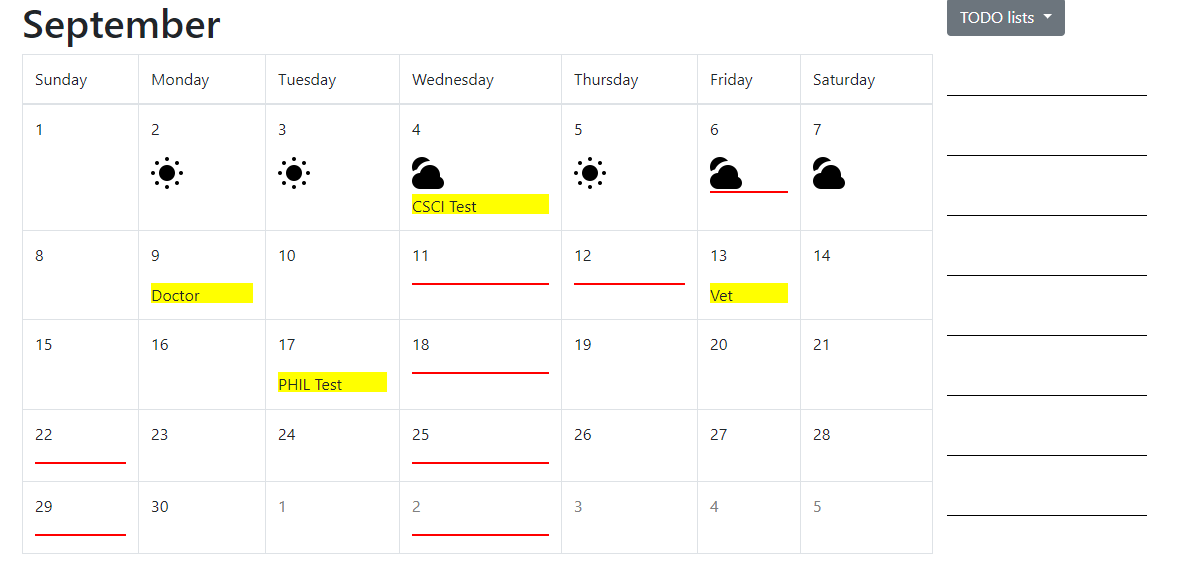 September
TODO lists
Sunday Monday Tuesday Wednesday Thursday Friday Saturday
1 2 3 4 5 6 7
CSCI Test
8 9 10 11 12 13 14
Doctor Vet
15 16 17 18 19 20 21
PHIL Test
22 23 24 25 26 27 28
29 30 1 2 3 4 5